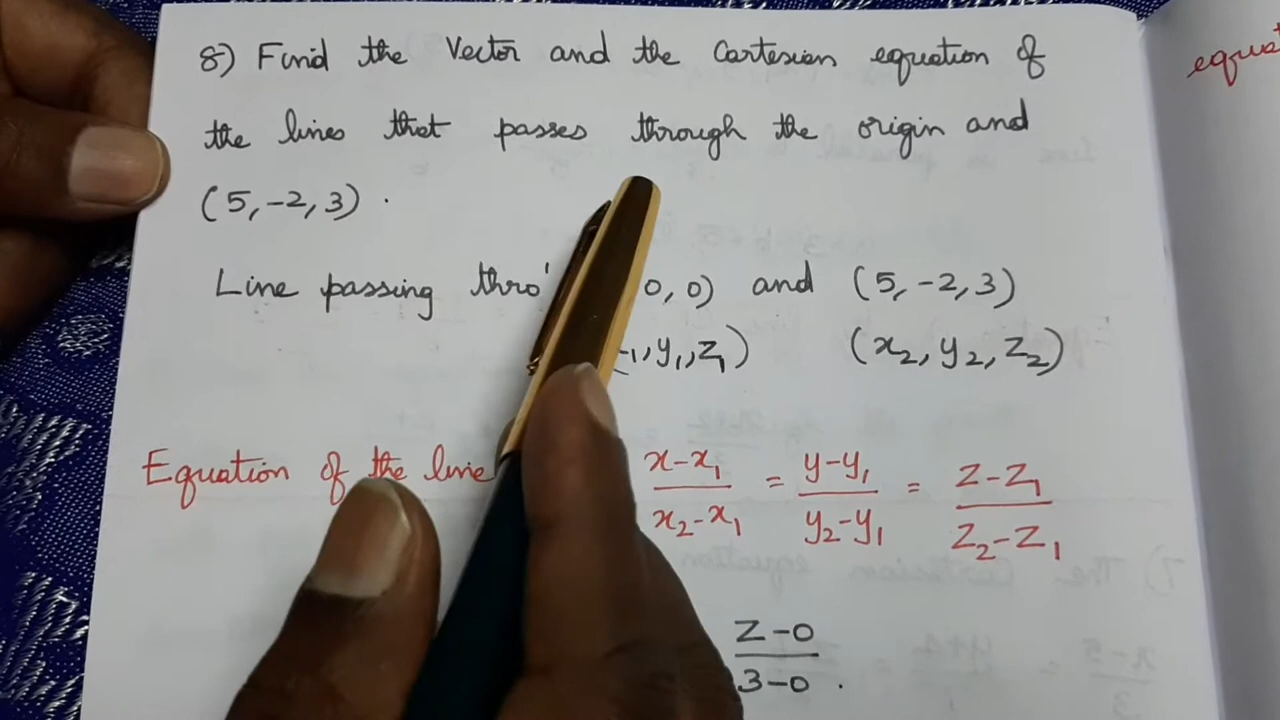 8) Find the Vector and the Cartesian equation of
the lines that passes through the origin and
(5, -2, 3) .
Line passing thro' 0, 0) and (5, -2, 3)
, y₁, z₁) (x₂, y₂, z₂)
Equation of the line x-x₁/x₂-x₁ = y-y₁/y₂-y₁ = z-z₁/z₂-z₁
z-0/3-0 .
equat